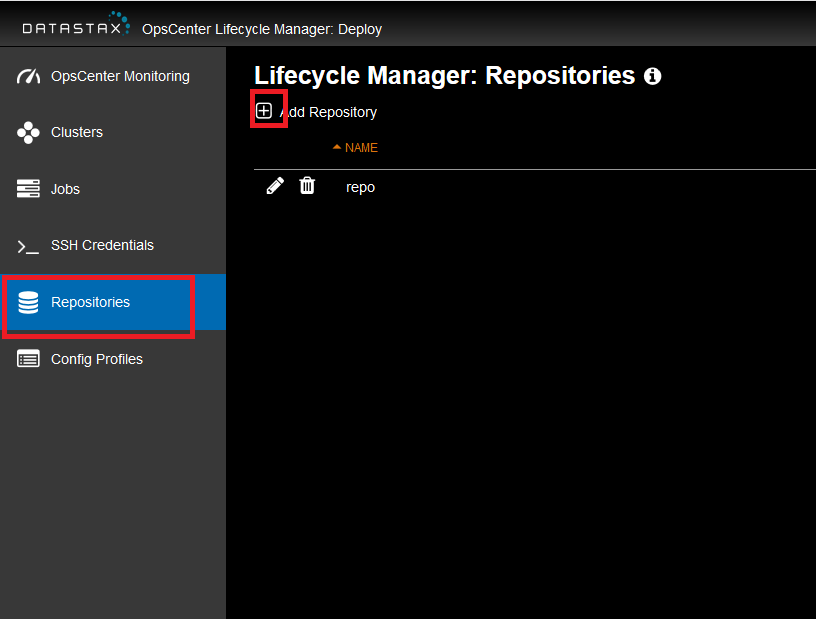 DATASTAX OpsCenter Lifecycle Manager: Deploy
OpsCenter Monitoring
Clusters
Jobs
SSH Credentials
Repositories
Config Profiles
Lifecycle Manager: Repositories
Add Repository
NAME
repo